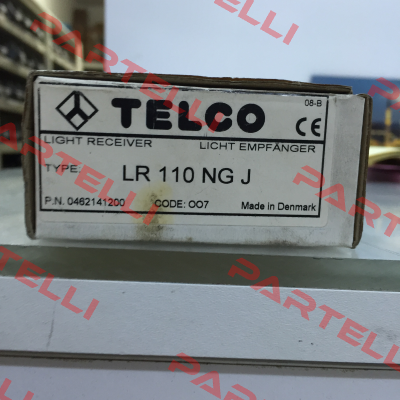 08-B
TELCO
CE
LIGHT RECEIVER LICHT EMPFÄNGER
TYPE: LR 110 NG J
P.N. 0462141200 CODE: OO7 Made in Denmark
PARTELLI
PARTELLI
PARTELLI
PARTELLI
PARTELLI